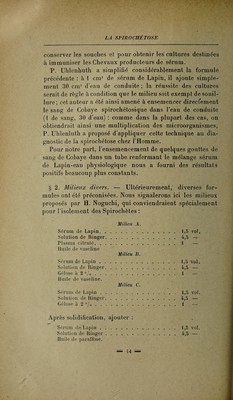 LA SPIROCHÉTOSE
conserver les souches et pour obtenir les cultures destinées
à immuniser les Chevaux producteurs de sérum.
P. Uhlenhuth a simplifié considérablement la formule
précédente : à 1 cm³ de sérum de Lapin, il ajoute simple-
ment 30 cm³ d'eau de conduite ; la réussite des cultures
serait de règle à condition que le milieu soit exempt de souil-
lure ; cet auteur a été ainsi amené à ensemencer directement
le sang de Cobaye spirochétosique dans l'eau de conduite
(1 de sang, 30 d'eau) : comme dans la plupart des cas, on
obtiendrait ainsi une multiplication des microorganismes,
P. Uhlenhuth a proposé d'appliquer cette technique au dia-
gnostic de la spirochétose chez l'Homme.
Pour notre part, l'ensemencement de quelques gouttes de
sang de Cobaye dans un tube renfermant le mélange sérum
de Lapin-eau physiologique nous a fourni des résultats
positifs beaucoup plus constants.
§ 2. Milieux divers. — Ultérieurement, diverses for-
mules ont été préconisées. Nous signalerons ici les milieux
proposés par H. Noguchi, qui conviendraient spécialement
pour l'isolement des Spirochètes :
Milieu A.
Sérum de Lapin. . . . . . . . . . . . 1,5 vol.
Solution de Ringer. . . . . . . . . . . 4,5 —
Plasma citraté. . . . . . . . . . . . 1 —
Huile de vaseline
Milieu B.
Sérum de Lapin . . . . . . . . . . . 1,5 vol.
Solution de Ringer. . . . . . . . . . . 4,5 —
Gélose à 2 % . . . . . . . . . . . . 1 —
Huile de vaseline.
Milieu C.
Sérum de Lapin . . . . . . . . . . . 1,5 vol.
Solution de Ringer. . . . . . . . . . . 4,5 —
Gélose à 2 % . . . . . . . . . . . . 1 —
Après solidification, ajouter :
Sérum de Lapin . . . . . . . . . . . 1,5 vol.
Solution de Ringer . . . . . . . . . . . 4,5 —
Huile de paraffine.
— 14 —